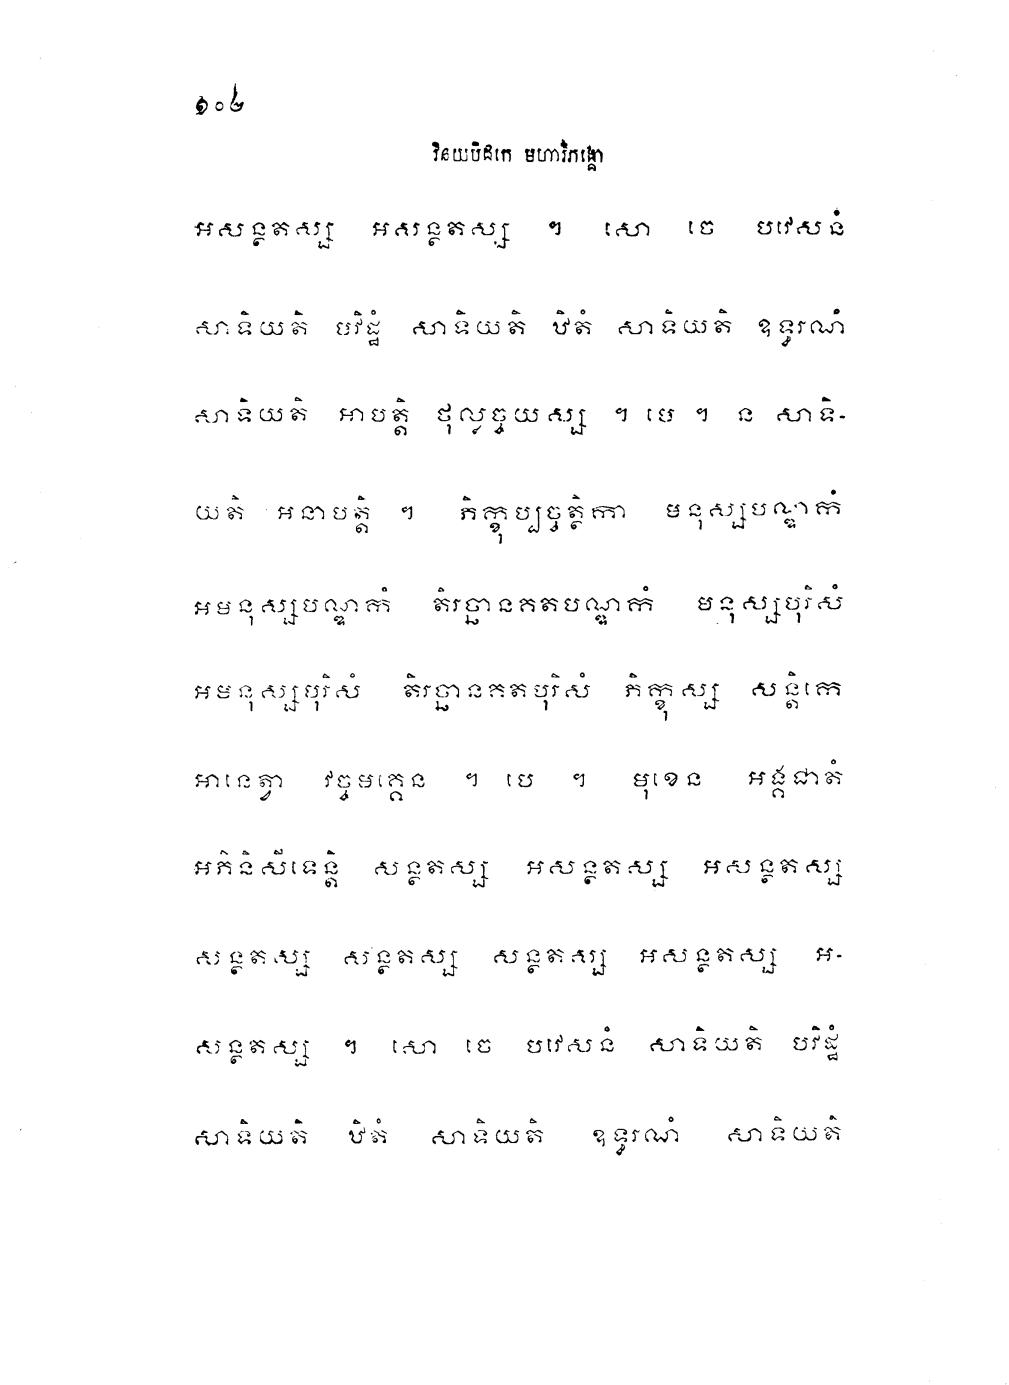 ១០៤
វិនយបិដកេ មហាវិភង្គោ
អសន្ថតស្ស អសន្ថតស្ស ។ សោ ចេ បវេសនំ
សាទិយតិ បវិដ្ឋំ សាទិយតិ ឋិតំ សាទិយតិ ឧទ្ធរណំ
សាទិយតិ អាបត្តិ ថុល្លច្ចយស្ស ។ បេ ។ ន សាទិ-
យតិ អនាបត្តិ ។ ភិក្ខុប្បច្ចត្ថិកា មនុស្សបណ្ឌកំ
អមនុស្សបណ្ឌកំ តិរច្ឆានគតបណ្ឌកំ មនុស្សបុរិសំ
អមនុស្សបុរិសំ តិរច្ឆានគតបុរិសំ ភិក្ខុស្ស សន្តិកេ
អានេត្វា វច្ចមគ្គេន ។ បេ ។ មុខេន អង្គជាតំ
អភិនិសីទេន្តិ សន្ថតស្ស អសន្ថតស្ស អសន្ថតស្ស
សន្ថតស្ស សន្ថតស្ស សន្ថតស្ស អសន្ថតស្ស អ-
សន្ថតស្ស ។ សោ ចេ បវេសនំ សាទិយតិ បវិដ្ឋំ
សាទិយតិ ឋិតំ សាទិយតិ ឧទ្ធរណំ សាទិយតិ